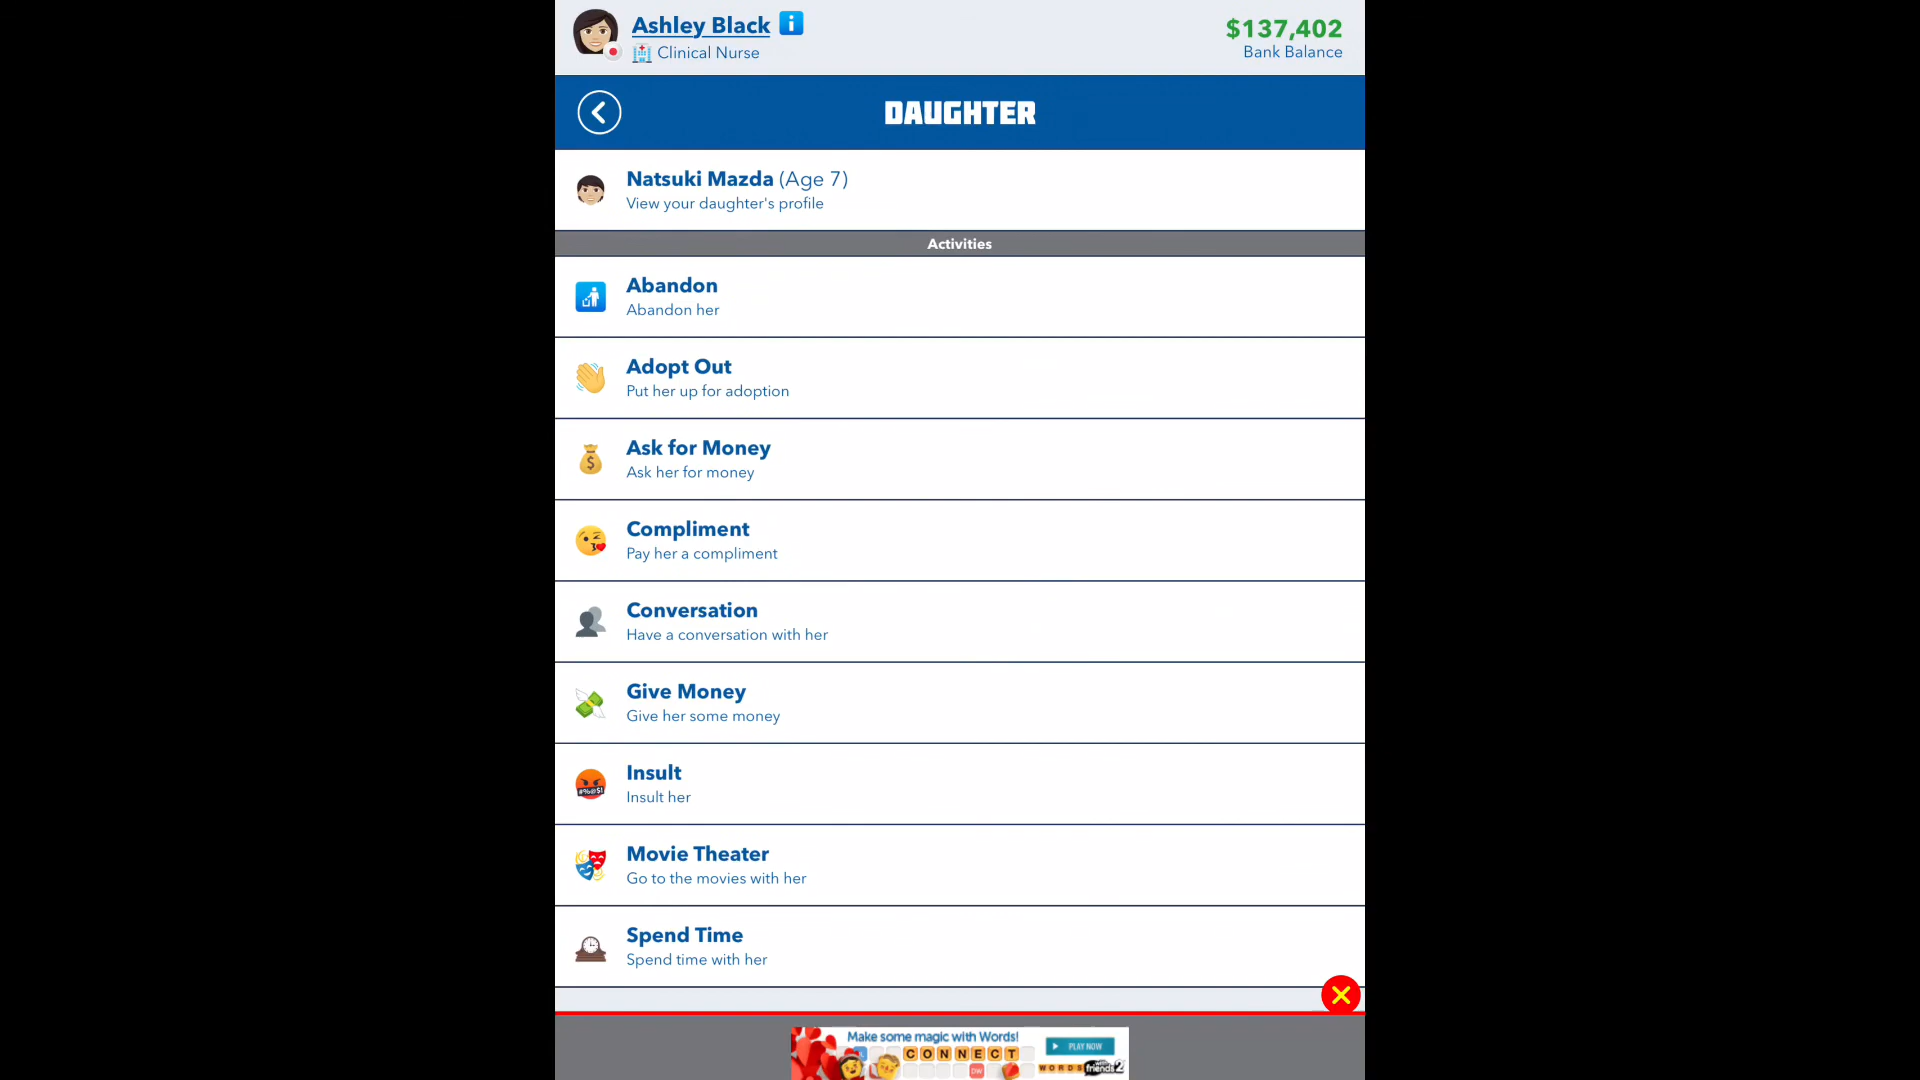 Ashley Black
Clinical Nurse
$137,402
Bank Balance
DAUGHTER
Natsuki Mazda (Age 7)
View your daughter's profile
Activities
Abandon
Abandon her
Adopt Out
Put her up for adoption
Ask for Money
Ask her for money
Compliment
Pay her a compliment
Conversation
Have a conversation with her
Give Money
Give her some money
Insult
Insult her
Movie Theater
Go to the movies with her
Spend Time
Spend time with her
Make some magic with Words!
CONNECT
PLAY NOW
WORDS friends 2